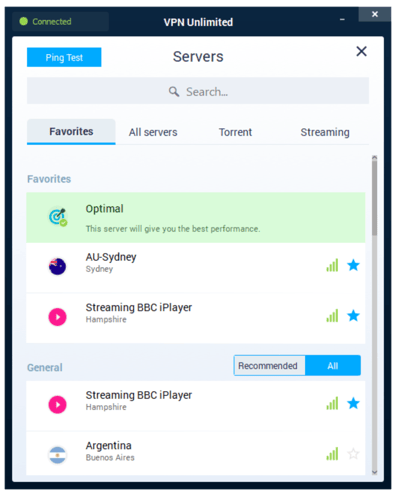 Connected
VPN Unlimited
Ping Test
Servers
Search...
Favorites All servers Torrent Streaming
Favorites
Optimal
This server will give you the best performance.
AU-Sydney
Sydney
Streaming BBC iPlayer
Hampshire
General
Recommended All
Streaming BBC iPlayer
Hampshire
Argentina
Buenos Aires